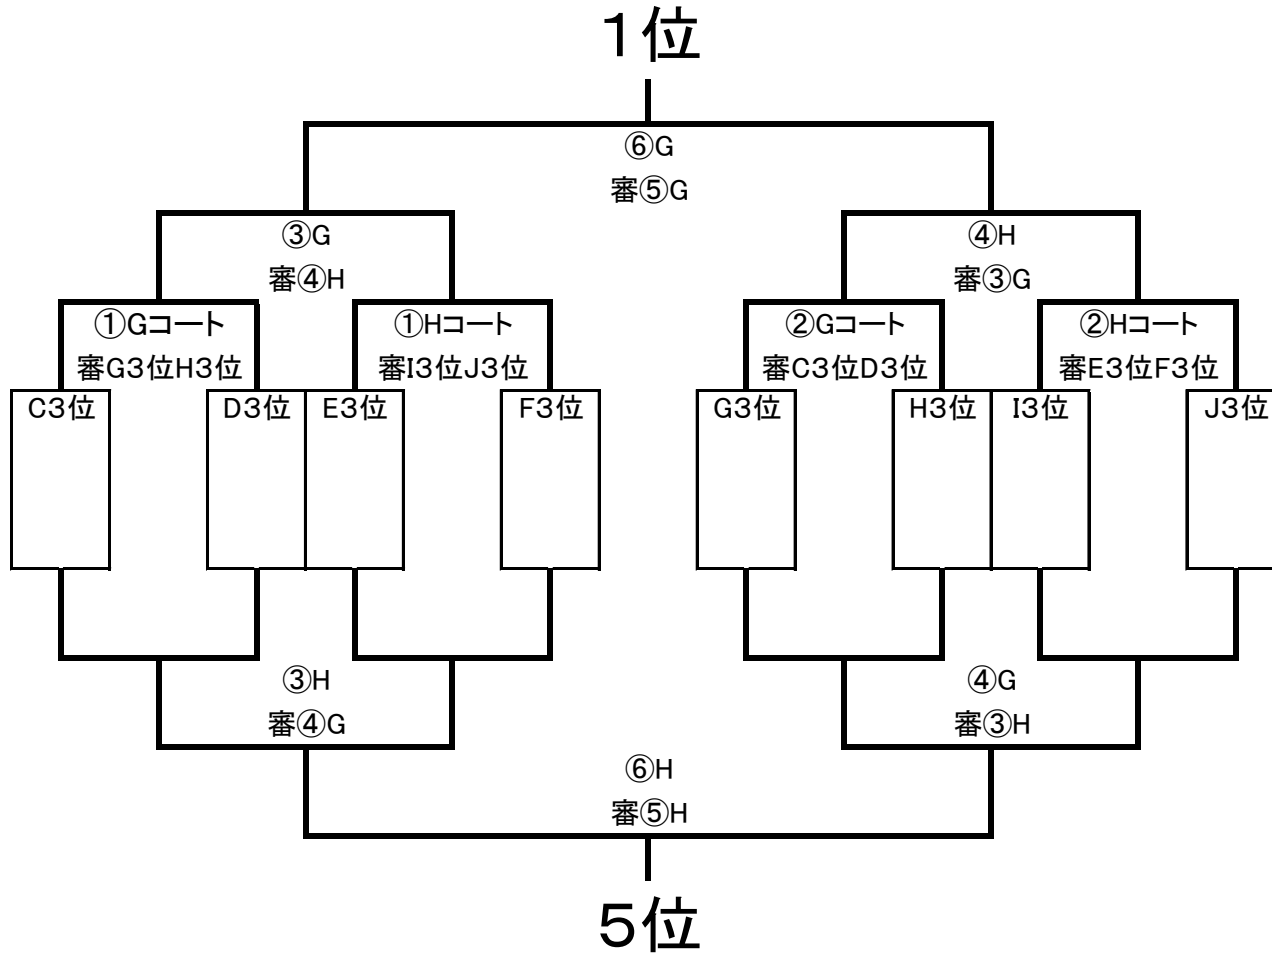 1位
⑥G
審⑤G
③G
審④H
④H
審③G
①Gコート
審G3位H3位
①Hコート
審I3位J3位
②Gコート
審C3位D3位
②Hコート
審E3位F3位
C3位
D3位
E3位
F3位
G3位
H3位
I3位
J3位
③H
審④G
④G
審③H
⑥H
審⑤H
5位